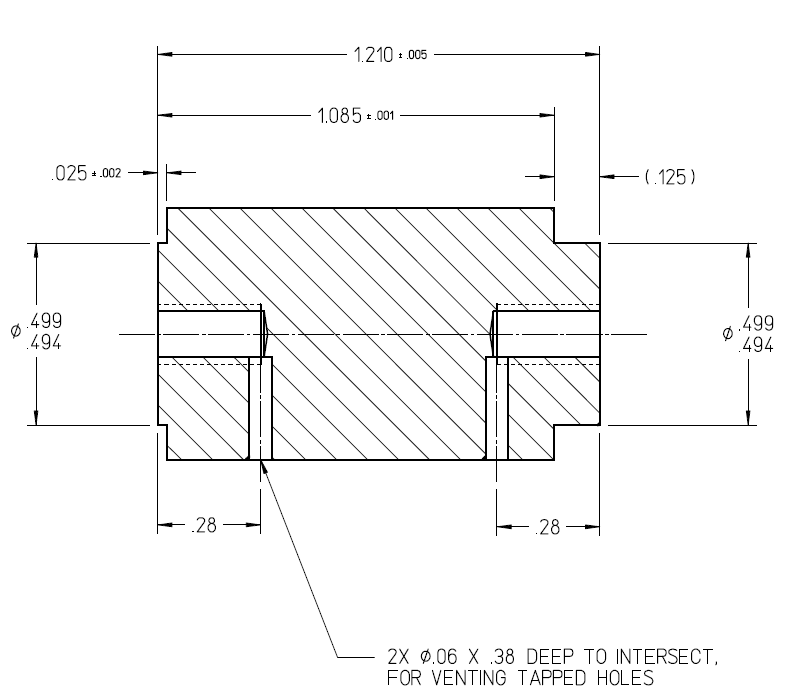 1.210 ± .005
1.085 ± .001
.025 ± .002
(.125)
Ø .499
.494
Ø .499
.494
.28
.28
2X Ø.06 X .38 DEEP TO INTERSECT,
FOR VENTING TAPPED HOLES